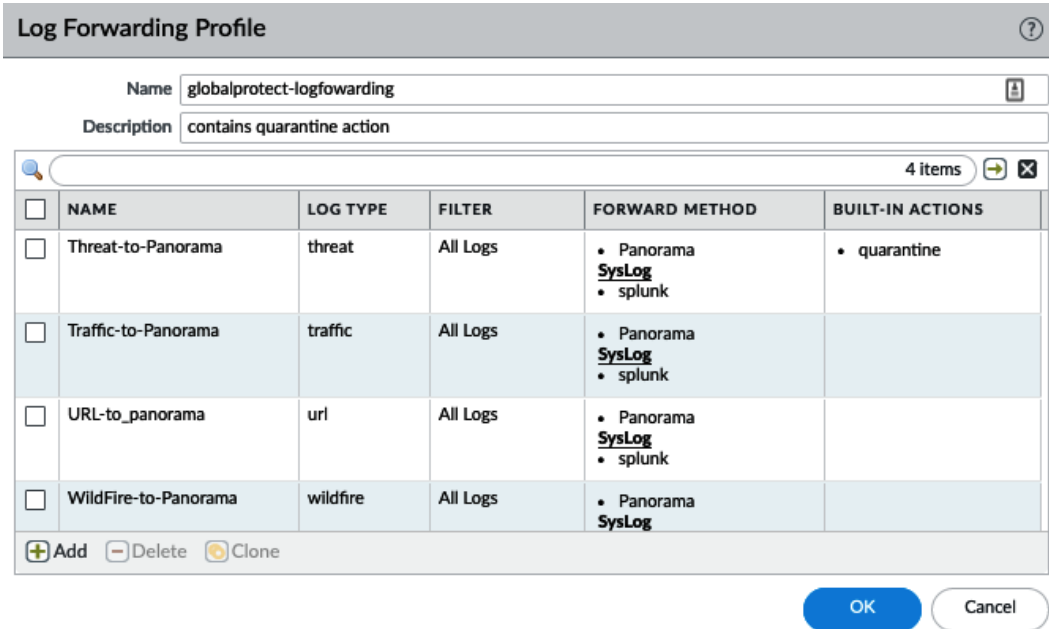 Log Forwarding Profile
Name globalprotect-logfowarding
Description contains quarantine action
4 items
NAME LOG TYPE FILTER FORWARD METHOD BUILT-IN ACTIONS
Threat-to-Panorama threat All Logs • Panorama • quarantine
SysLog
• splunk
Traffic-to-Panorama traffic All Logs • Panorama
SysLog
• splunk
URL-to_panorama url All Logs • Panorama
SysLog
• splunk
WildFire-to-Panorama wildfire All Logs • Panorama
SysLog
Add Delete Clone
OK Cancel